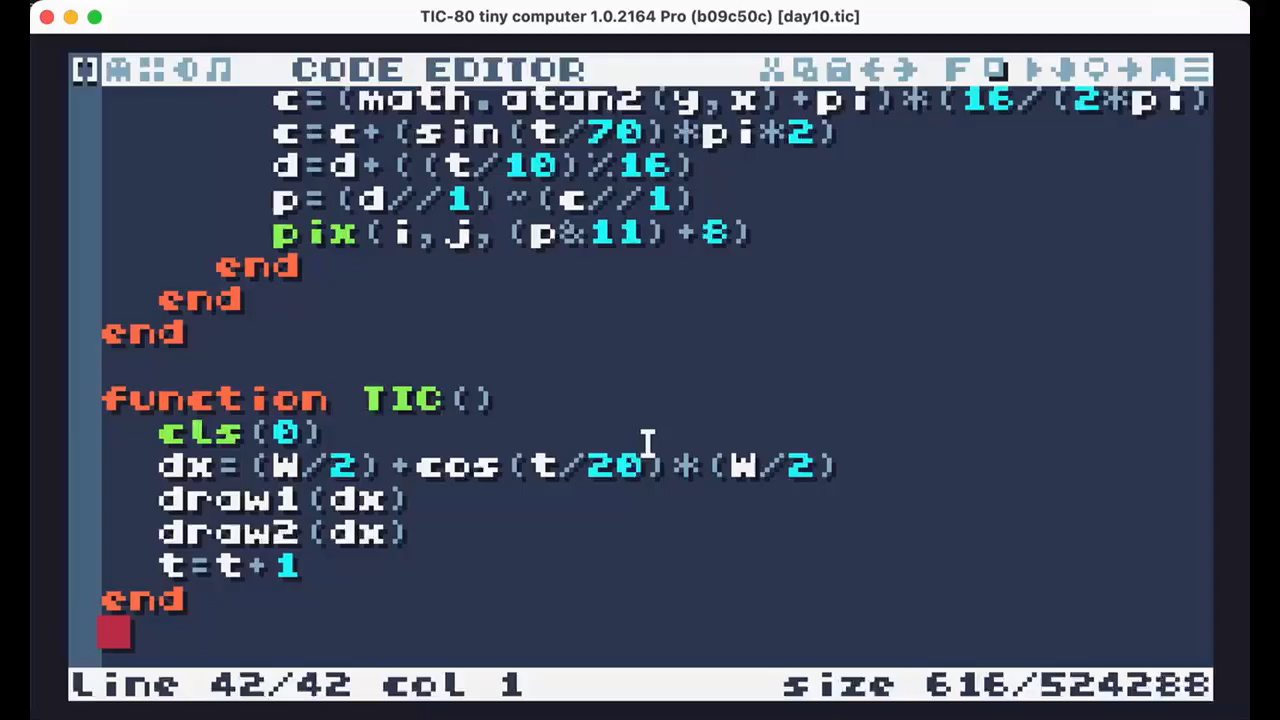 TIC-80 tiny computer 1.0.2164 Pro (b09c50c) [day10.tic]
CODE EDITOR
c=(math.atan2(y,x)+pi)*(16/(2*pi)
c=c+(sin(t/70)*pi*2)
d=d+((t/10)%16)
p=(d//1)~(c//1)
pix(i,j,(p&11)+8)
end
end
end
function TIC()
cls(0)
dx=(W/2)+cos(t/20)*(W/2)
draw1(dx)
draw2(dx)
t=t+1
end
line 42/42 col 1
size 616/524288